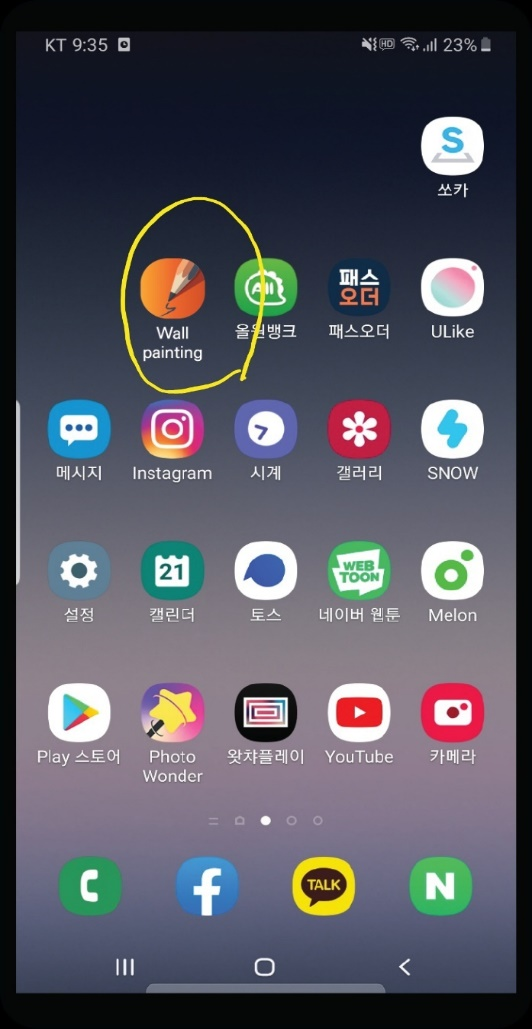 KT 9:35
HD
23%
S
쏘카
All
패스
오더
Wall
painting
올원뱅크
패스오더
ULike
메시지
Instagram
시계
갤러리
SNOW
21
WEB
TOON
설정
캘린더
토스
네이버 웹툰
Melon
Play 스토어
Photo
Wonder
왓챠플레이
YouTube
카메라
f
TALK
N